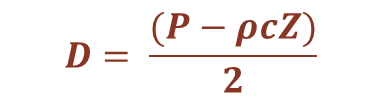 D = (P − ρcZ) / 2